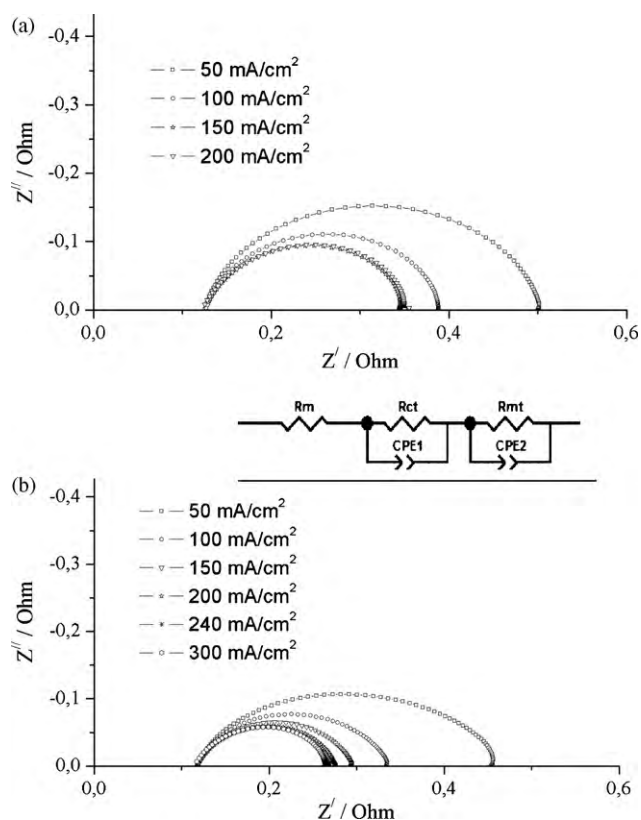 (a)
-0,4
-0,3
-0,2
-0,1
0,0
Z// / Ohm
50 mA/cm²
100 mA/cm²
150 mA/cm²
200 mA/cm²
0,0 0,2 0,4 0,6
Z/ / Ohm
Rm Rct Rmt
CPE1 CPE2
(b)
-0,4
-0,3
-0,2
-0,1
0,0
Z// / Ohm
50 mA/cm²
100 mA/cm²
150 mA/cm²
200 mA/cm²
240 mA/cm²
300 mA/cm²
0,0 0,2 0,4 0,6
Z/ / Ohm